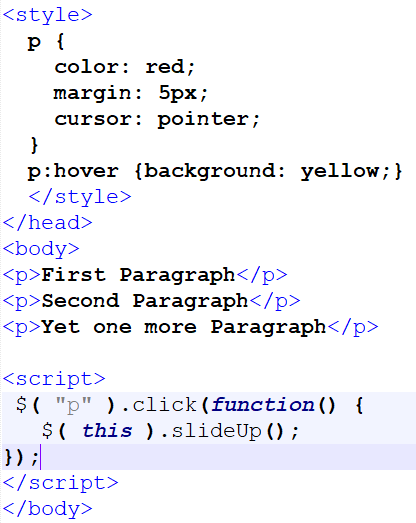 <style>
p {
color: red;
margin: 5px;
cursor: pointer;
}
p:hover {background: yellow;}
</style>
</head>
<body>
<p>First Paragraph</p>
<p>Second Paragraph</p>
<p>Yet one more Paragraph</p>
<script>
$( "p" ).click(function() {
$( this ).slideUp();
});
</script>
</body>